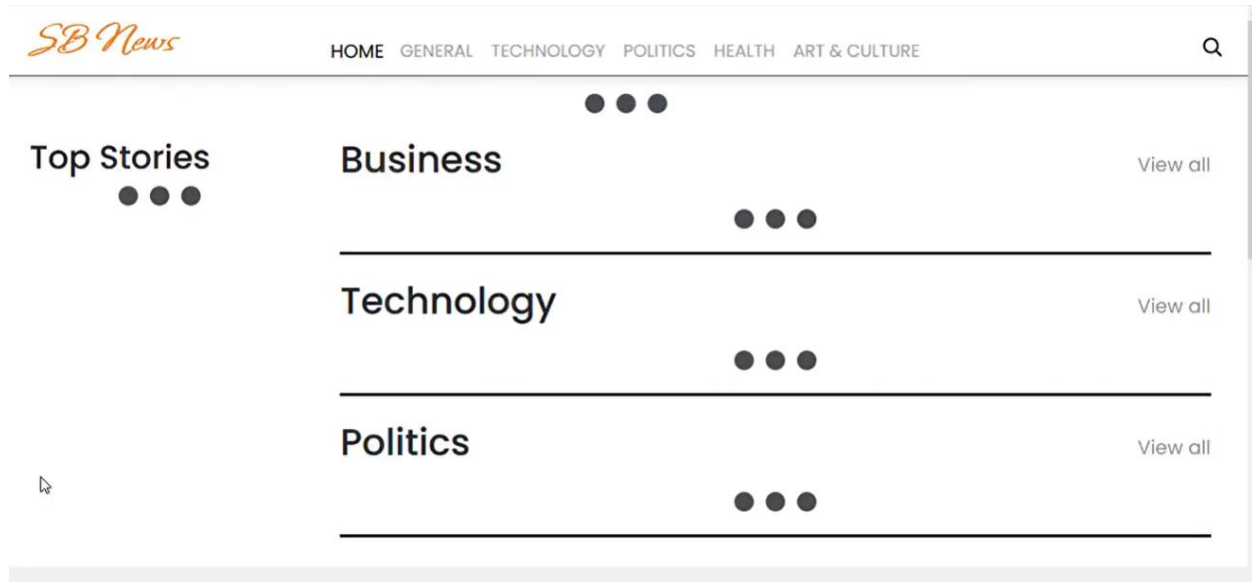 SB News
HOME GENERAL TECHNOLOGY POLITICS HEALTH ART & CULTURE
Top Stories
Business
View all
Technology
View all
Politics
View all